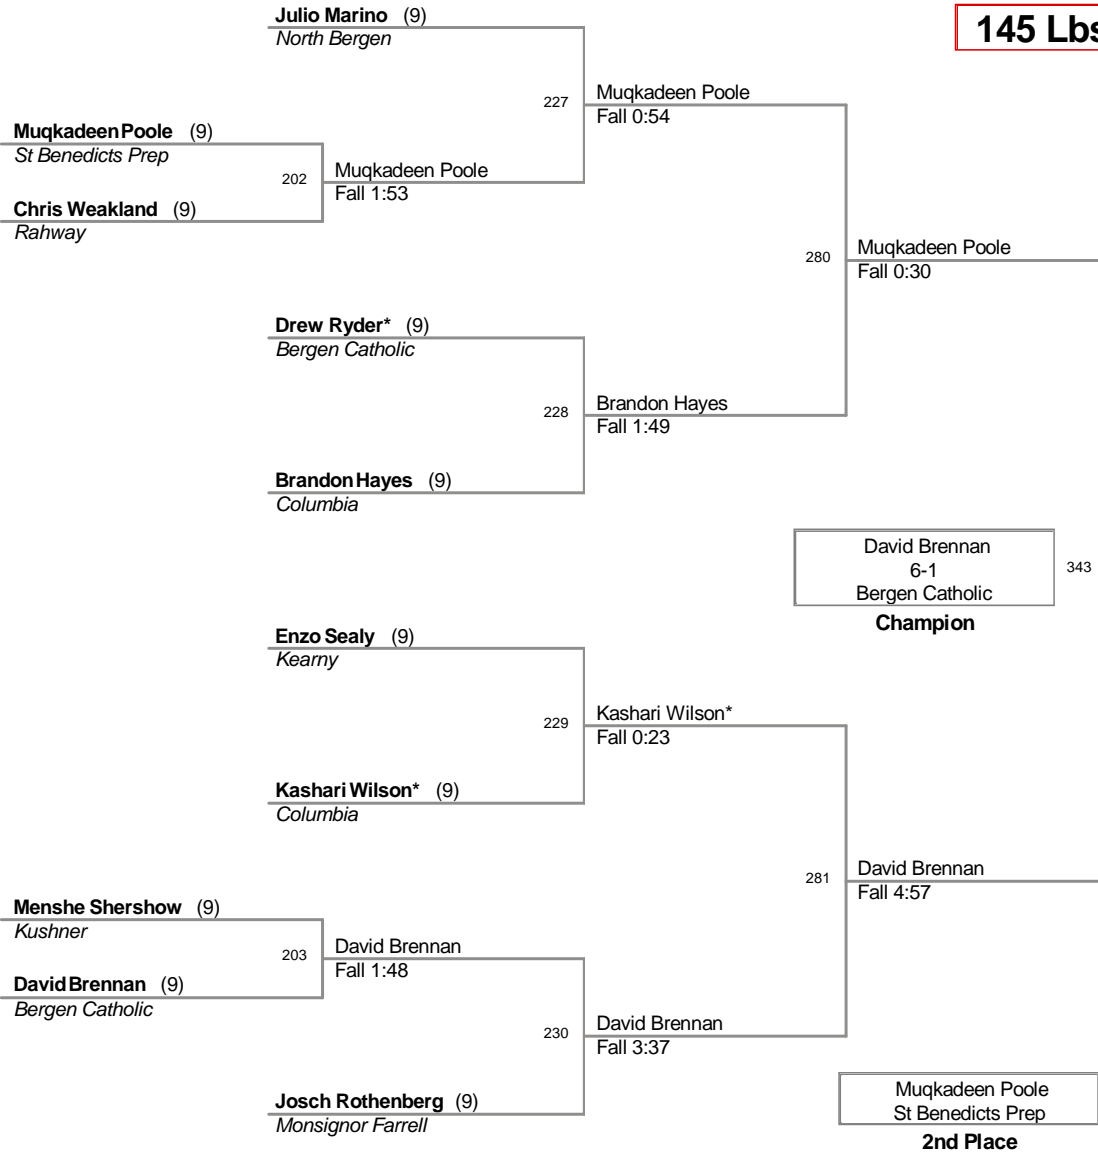 Julio Marino (9)
North Bergen
145 Lbs
227
Muqkadeen Poole
Fall 0:54
Muqkadeen Poole (9)
St Benedicts Prep
202
Muqkadeen Poole
Fall 1:53
Chris Weakland (9)
Rahway
280
Muqkadeen Poole
Fall 0:30
Drew Ryder* (9)
Bergen Catholic
228
Brandon Hayes
Fall 1:49
Brandon Hayes (9)
Columbia
David Brennan
6-1
Bergen Catholic
343
Champion
Enzo Sealy (9)
Kearny
229
Kashari Wilson*
Fall 0:23
Kashari Wilson* (9)
Columbia
281
David Brennan
Fall 4:57
Menshe Shershow (9)
Kushner
203
David Brennan
Fall 1:48
David Brennan (9)
Bergen Catholic
230
David Brennan
Fall 3:37
Josch Rothenberg (9)
Monsignor Farrell
Muqkadeen Poole
St Benedicts Prep
2nd Place